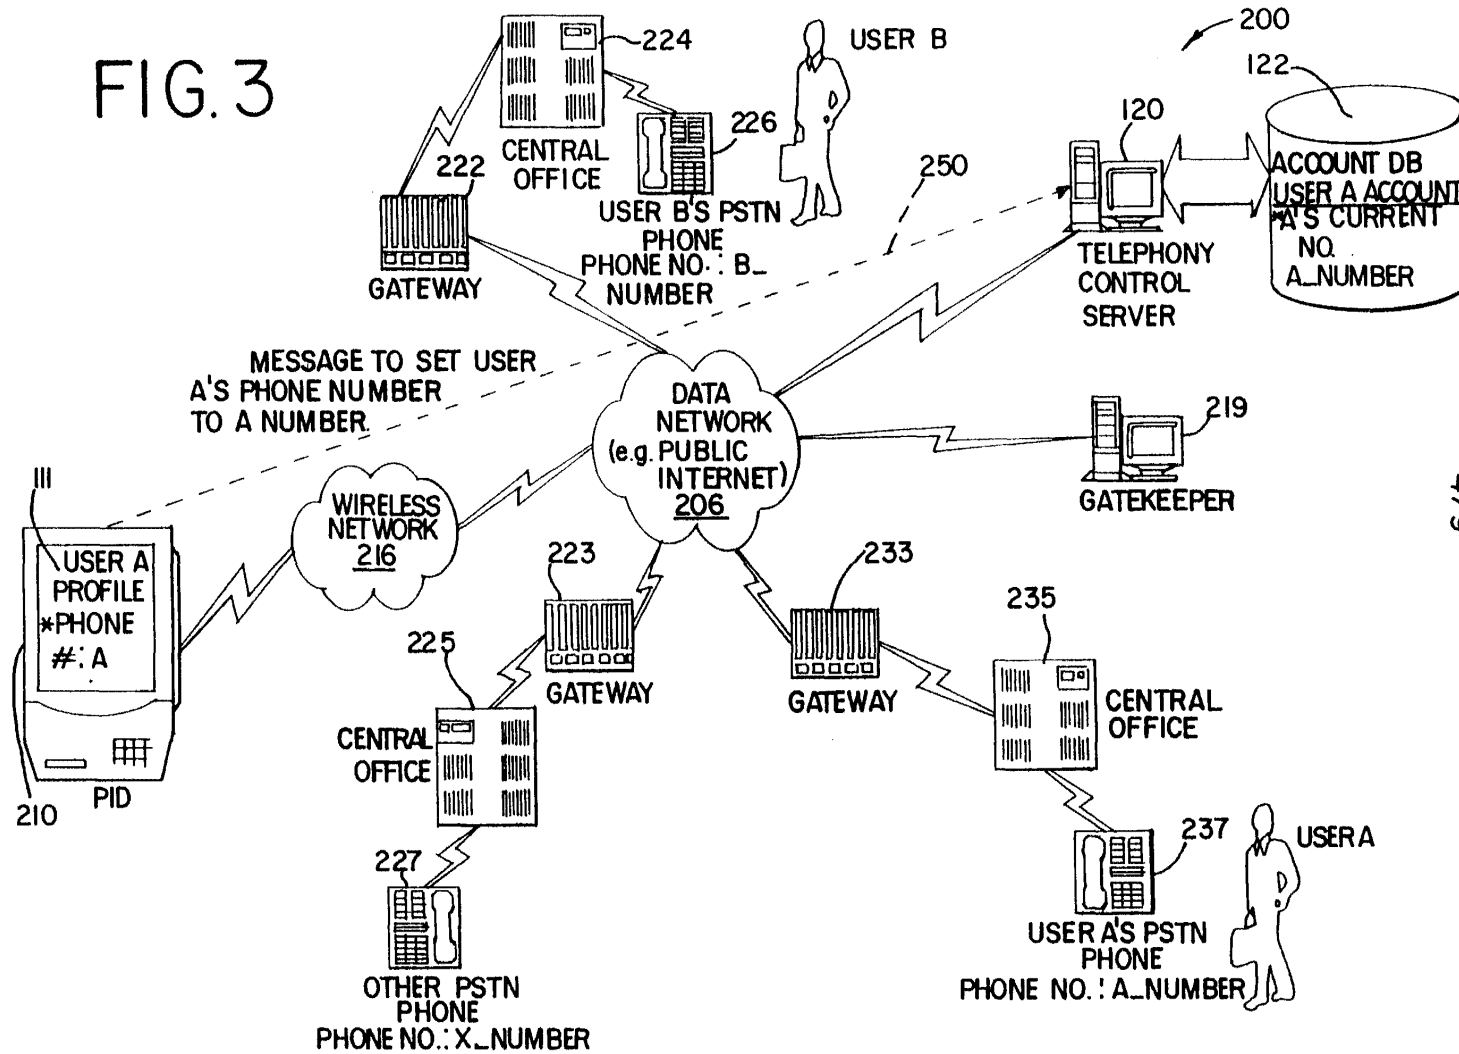 FIG. 3
224
USER B
200
122
CENTRAL
OFFICE
222
226
120
250
ACCOUNT DB
USER A ACCOUNT
*A'S CURRENT
NO.
A_NUMBER
GATEWAY
USER B'S PSTN
PHONE
PHONE NO.: B_
NUMBER
TELEPHONY
CONTROL
SERVER
MESSAGE TO SET USER
A'S PHONE NUMBER
TO A NUMBER.
DATA
NETWORK
(e.g. PUBLIC
INTERNET)
206
219
GATEKEEPER
111
WIRELESS
NETWORK
216
USER A
PROFILE
*PHONE
#:A
210
PID
223
GATEWAY
233
GATEWAY
225
CENTRAL
OFFICE
235
CENTRAL
OFFICE
227
OTHER PSTN
PHONE
PHONE NO.: X_NUMBER
237
USER A
USER A'S PSTN
PHONE
PHONE NO.: A_NUMBER